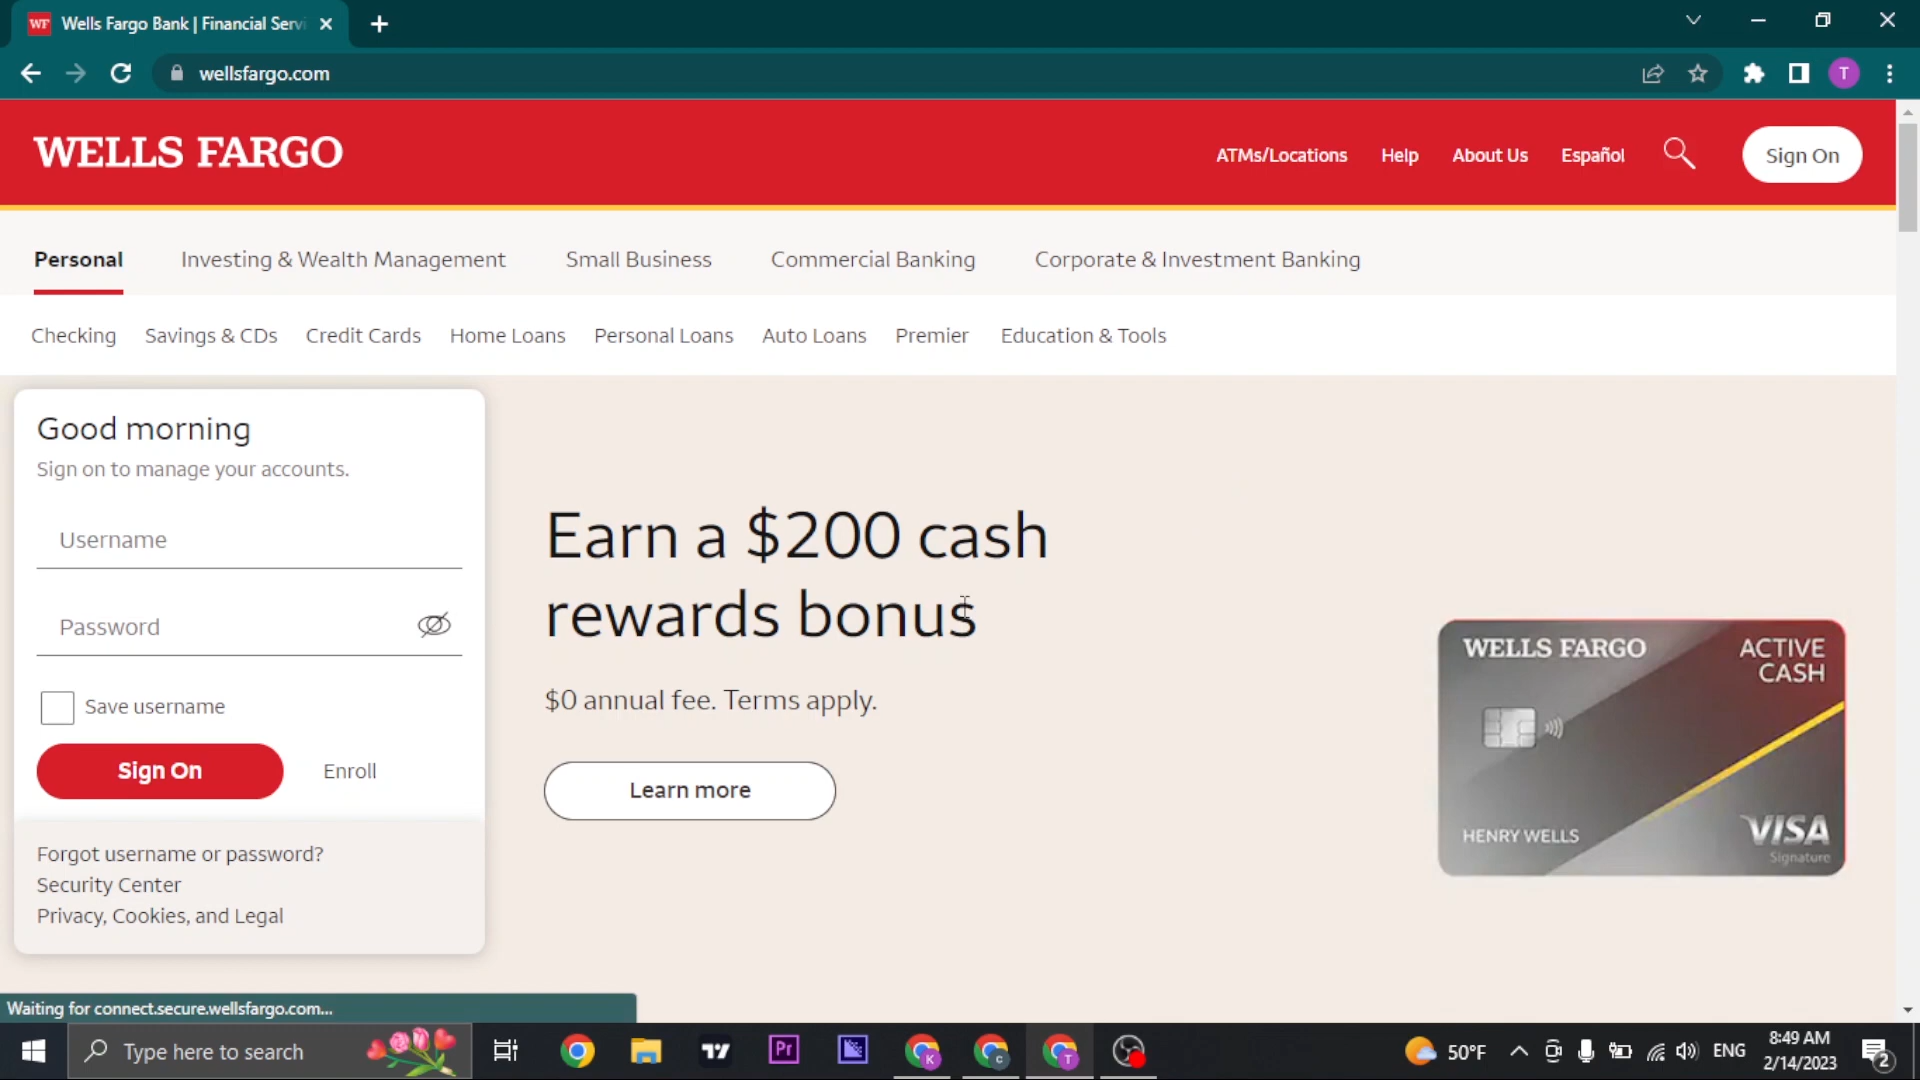 WF Wells Fargo Bank | Financial Servi
wellsfargo.com
T
WELLS FARGO
ATMs/Locations Help About Us Español Sign On
Personal Investing & Wealth Management Small Business Commercial Banking Corporate & Investment Banking
Checking Savings & CDs Credit Cards Home Loans Personal Loans Auto Loans Premier Education & Tools
Good morning
Sign on to manage your accounts.
Username
Password
Save username
Sign On Enroll
Forgot username or password?
Security Center
Privacy, Cookies, and Legal
Earn a $200 cash
rewards bonus
$0 annual fee. Terms apply.
Learn more
WELLS FARGO
ACTIVE
CASH
HENRY WELLS
VISA
Signature
Waiting for connect.secure.wellsfargo.com...
Type here to search
Pr
K
C
T
50°F
ENG
8:49 AM
2/14/2023
2